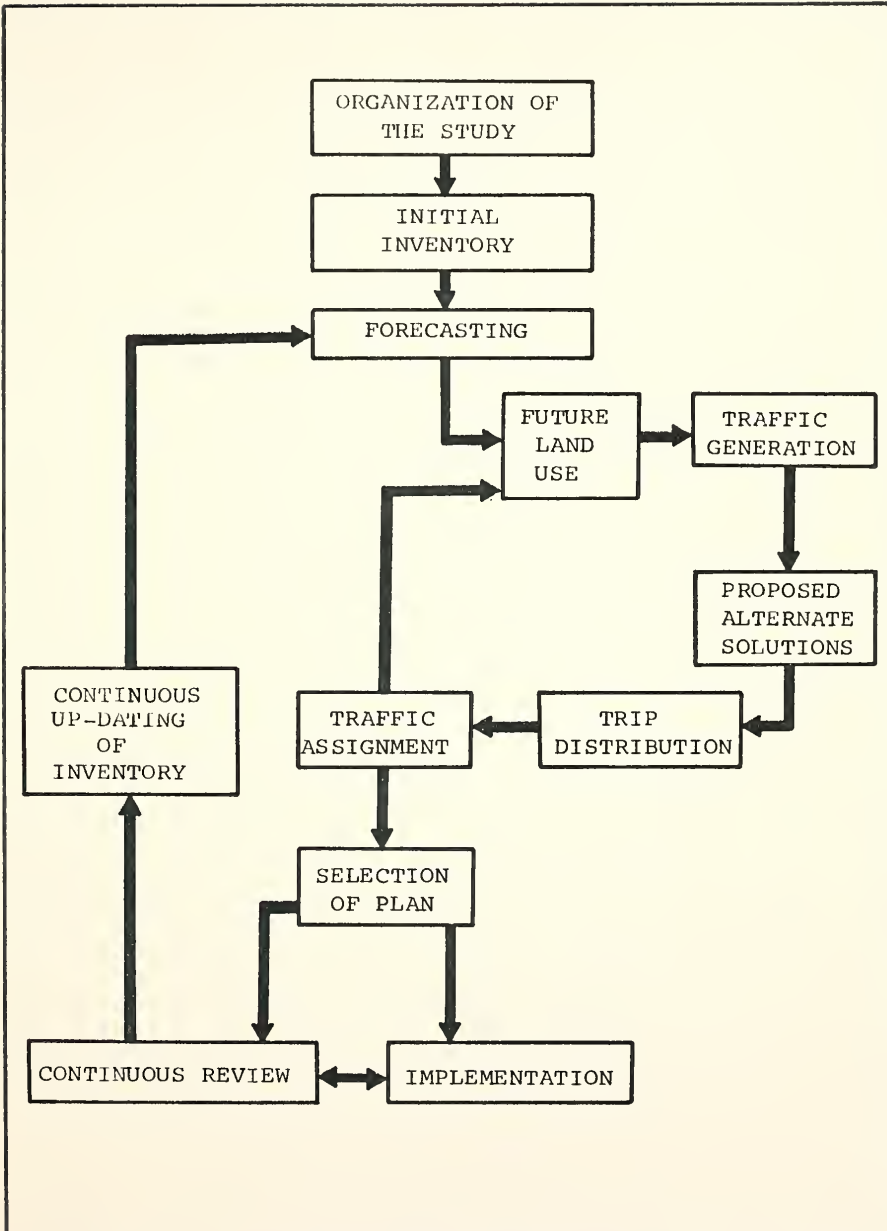 ORGANIZATION OF
THE STUDY
INITIAL
INVENTORY
FORECASTING
FUTURE
LAND
USE
TRAFFIC
GENERATION
PROPOSED
ALTERNATE
SOLUTIONS
CONTINUOUS
UP-DATING
OF
INVENTORY
TRAFFIC
ASSIGNMENT
TRIP
DISTRIBUTION
SELECTION
OF PLAN
CONTINUOUS REVIEW
IMPLEMENTATION